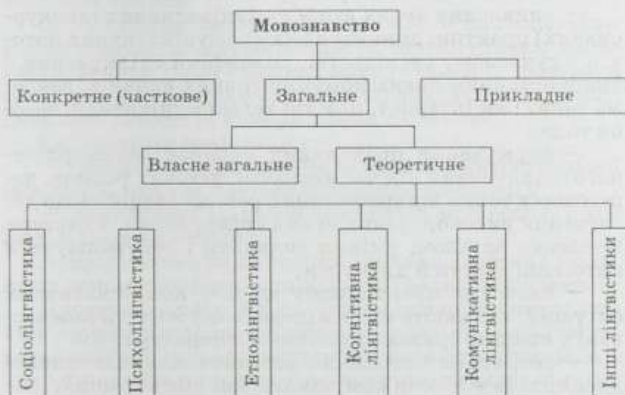 Мовознавство
Конкретне (часткове)
Загальне
Прикладне
Власне загальне
Теоретичне
Соціолінгвістика
Психолінгвістика
Етнолінгвістика
Когнітивна
лінгвістика
Комунікативна
лінгвістика
Інші лінгвістики